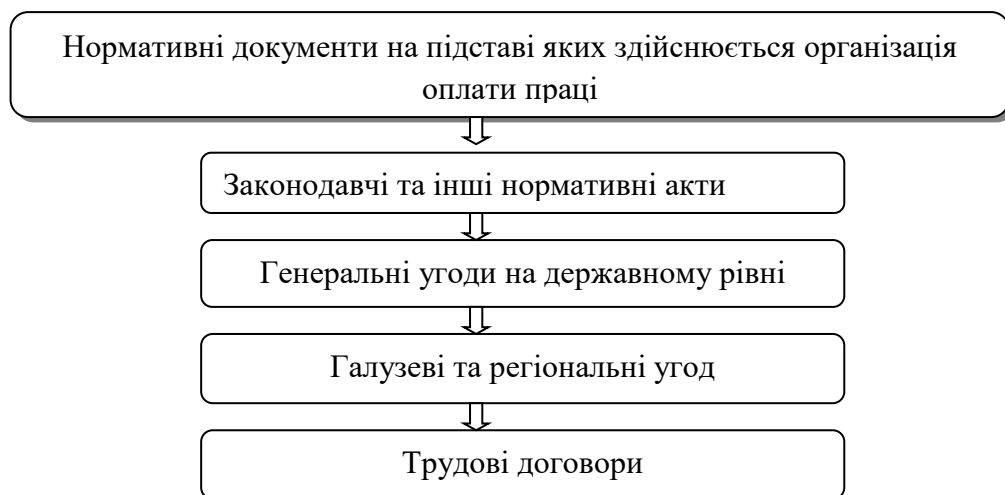 Нормативні документи на підставі яких здійснюється організація
оплати праці
Законодавчі та інші нормативні акти
Генеральні угоди на державному рівні
Галузеві та регіональні угод
Трудові договори